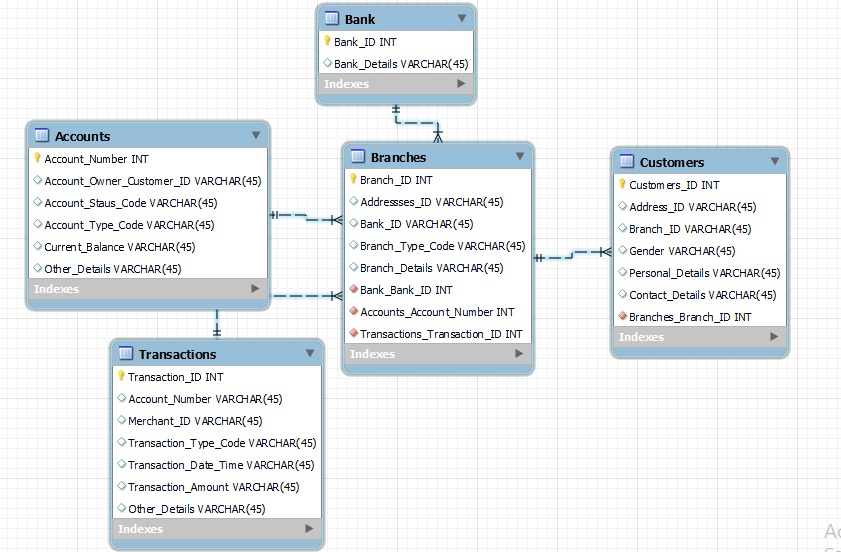 Bank
Bank_ID INT
Bank_Details VARCHAR(45)
Indexes
Accounts
Account_Number INT
Account_Owner_Customer_ID VARCHAR(45)
Account_Staus_Code VARCHAR(45)
Account_Type_Code VARCHAR(45)
Current_Balance VARCHAR(45)
Other_Details VARCHAR(45)
Indexes
Branches
Branch_ID INT
Addressses_ID VARCHAR(45)
Bank_ID VARCHAR(45)
Branch_Type_Code VARCHAR(45)
Branch_Details VARCHAR(45)
Bank_Bank_ID INT
Accounts_Account_Number INT
Transactions_Transaction_ID INT
Indexes
Customers
Customers_ID INT
Address_ID VARCHAR(45)
Branch_ID VARCHAR(45)
Gender VARCHAR(45)
Personal_Details VARCHAR(45)
Contact_Details VARCHAR(45)
Branches_Branch_ID INT
Indexes
Transactions
Transaction_ID INT
Account_Number VARCHAR(45)
Merchant_ID VARCHAR(45)
Transaction_Type_Code VARCHAR(45)
Transaction_Date_Time VARCHAR(45)
Transaction_Amount VARCHAR(45)
Other_Details VARCHAR(45)
Indexes